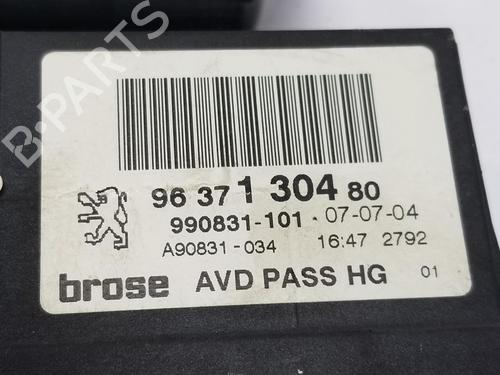 96 37 1 304 80
990831-101 · 07-07-04
A90831-034 16:47 2792
brose AVD PASS HG 01
B-PARTS